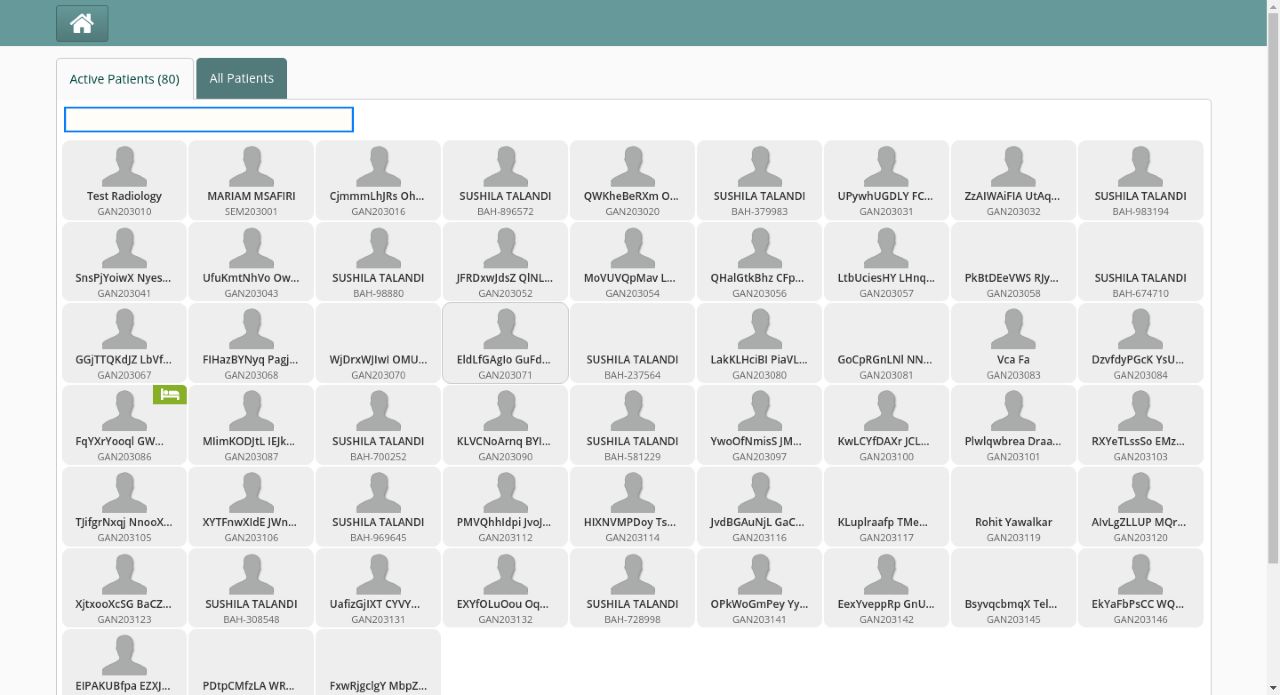 Active Patients (80)
All Patients
Test Radiology
GAN203010
MARIAM MSAFIRI
SEM203001
CjmmmLhJRs Oh...
GAN203016
SUSHILA TALANDI
BAH-896572
QWKheBeRXm O...
GAN203020
SUSHILA TALANDI
BAH-379983
UPywhUGDLY FC...
GAN203031
ZzAIWAiFIA UtAq...
GAN203032
SUSHILA TALANDI
BAH-983194
SnsPjYoiwX Nyes...
GAN203041
UfuKmtNhVo Ow...
GAN203043
SUSHILA TALANDI
BAH-98880
JFRDxwJdsZ QlNL...
GAN203052
MoVUVQpMav L...
GAN203054
QHalGtkBhz CFp...
GAN203056
LtbUciesHY LHnq...
GAN203057
PkBtDEeVWS RJy...
GAN203058
SUSHILA TALANDI
BAH-674710
GGjTTQKdJZ LbVf...
GAN203067
FIHazBYNyq Pagj...
GAN203068
WjDrxWJIwI OMU...
GAN203070
EldLfGAgIo GuFd...
GAN203071
SUSHILA TALANDI
BAH-237564
LakKLHciBI PiaVL...
GAN203080
GoCpRGnLNl NN...
GAN203081
Vca Fa
GAN203083
DzvfdyPGcK YsU...
GAN203084
FqYXrYooql GW...
GAN203086
MIimKODJtL IEJk...
GAN203087
SUSHILA TALANDI
BAH-700252
KLVCNoArnq BYI...
GAN203090
SUSHILA TALANDI
BAH-581229
YwoOfNmisS JM...
GAN203097
KwLCYfDAXr JCL...
GAN203100
Plwlqwbrea Draa...
GAN203101
RXYeTLssSo EMz...
GAN203103
TJifgrNxqj NnooX...
GAN203105
XYTFnwXIdE JWn...
GAN203106
SUSHILA TALANDI
BAH-969645
PMVQhhIdpi JvoJ...
GAN203112
HIXNVMPDoy Ts...
GAN203114
JvdBGAuNjL GaC...
GAN203116
KLuplraafp TMe...
GAN203117
Rohit Yawalkar
GAN203119
AIvLgZLLUP MQr...
GAN203120
XjtxooXcSG BaCZ...
GAN203123
SUSHILA TALANDI
BAH-308548
UafizGjIXT CYVY...
GAN203131
EXYfOLuOou Oq...
GAN203132
SUSHILA TALANDI
BAH-728998
OPkWoGmPey Yy...
GAN203141
EexYveppRp GnU...
GAN203142
BsyvqcbmqX Tel...
GAN203145
EkYaFbPsCC WQ...
GAN203146
EIPAKUBfpa EZXJ...
PDtpCMfzLA WR...
FxwRjgclgY MbpZ...